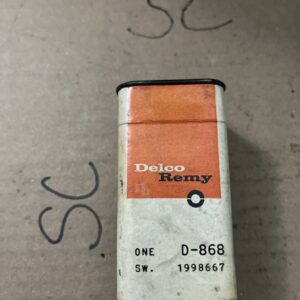 SC
Delco
Remy
SC
ONE D-868
SW. 1998667